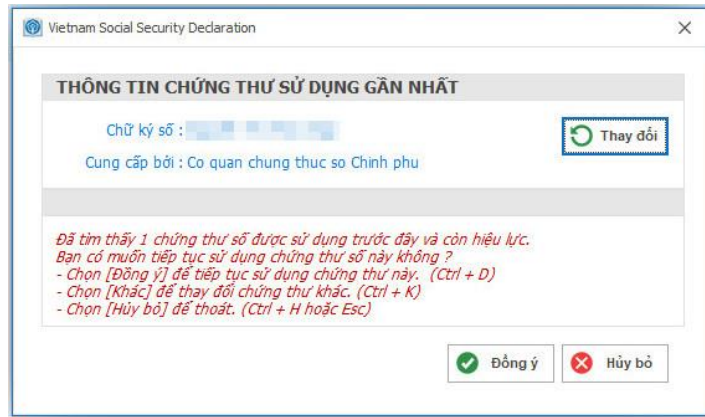 Vietnam Social Security Declaration
THÔNG TIN CHỨNG THƯ SỬ DỤNG GẦN NHẤT
Chữ ký số :
Thay đổi
Cung cấp bởi : Co quan chung thuc so Chinh phu
Đã tìm thấy 1 chứng thư số được sử dụng trước đây và còn hiệu lực.
Bạn có muốn tiếp tục sử dụng chứng thư số này không ?
- Chọn [Đồng ý] để tiếp tục sử dụng chứng thư này. (Ctrl + D)
- Chọn [Khác] để thay đổi chứng thư khác. (Ctrl + K)
- Chọn [Hủy bỏ] để thoát. (Ctrl + H hoặc Esc)
Đồng ý
Hủy bỏ